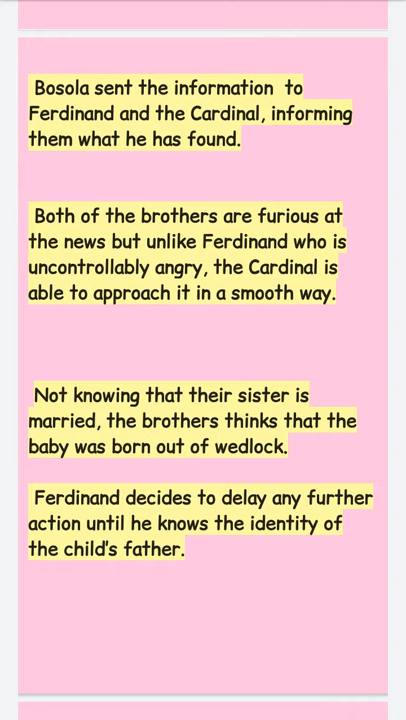 Bosola sent the information  to
Ferdinand and the Cardinal, informing
them what he has found.
Both of the brothers are furious at
the news but unlike Ferdinand who is
uncontrollably angry, the Cardinal is
able to approach it in a smooth way.
Not knowing that their sister is
married, the brothers thinks that the
baby was born out of wedlock.
Ferdinand decides to delay any further
action until he knows the identity of
the child's father.